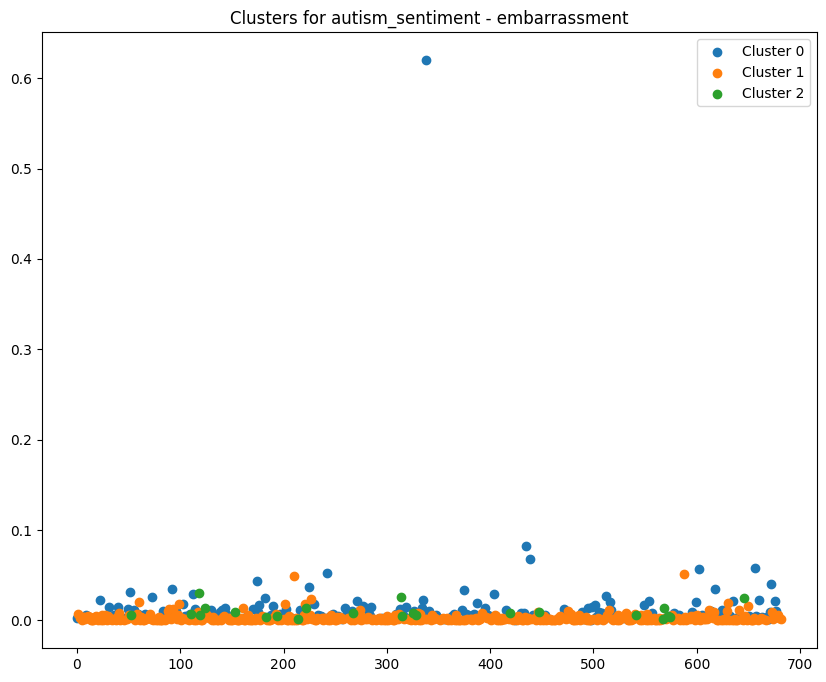 Clusters for autism_sentiment - embarrassment
Cluster 0
Cluster 1
Cluster 2
0.6
0.5
0.4
0.3
0.2
0.1
0.0
0 100 200 300 400 500 600 700